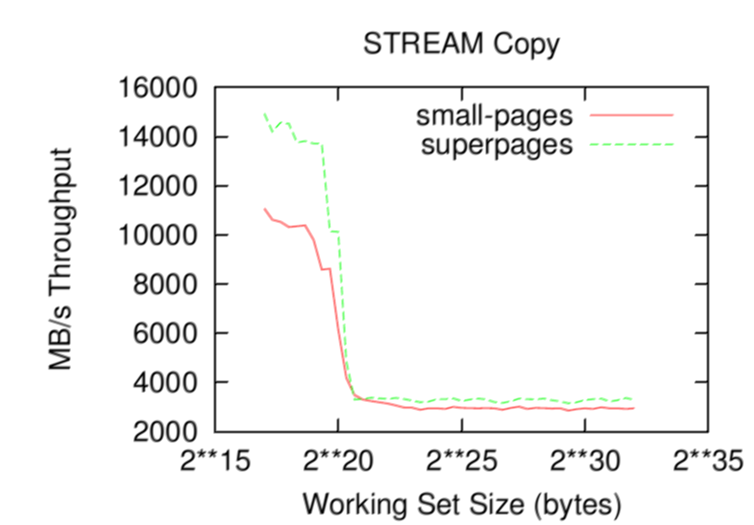 STREAM Copy
16000
small-pages
14000
superpages
12000
10000
8000
6000
4000
2000
MB/s Throughput
2**15 2**20 2**25 2**30 2**35
Working Set Size (bytes)